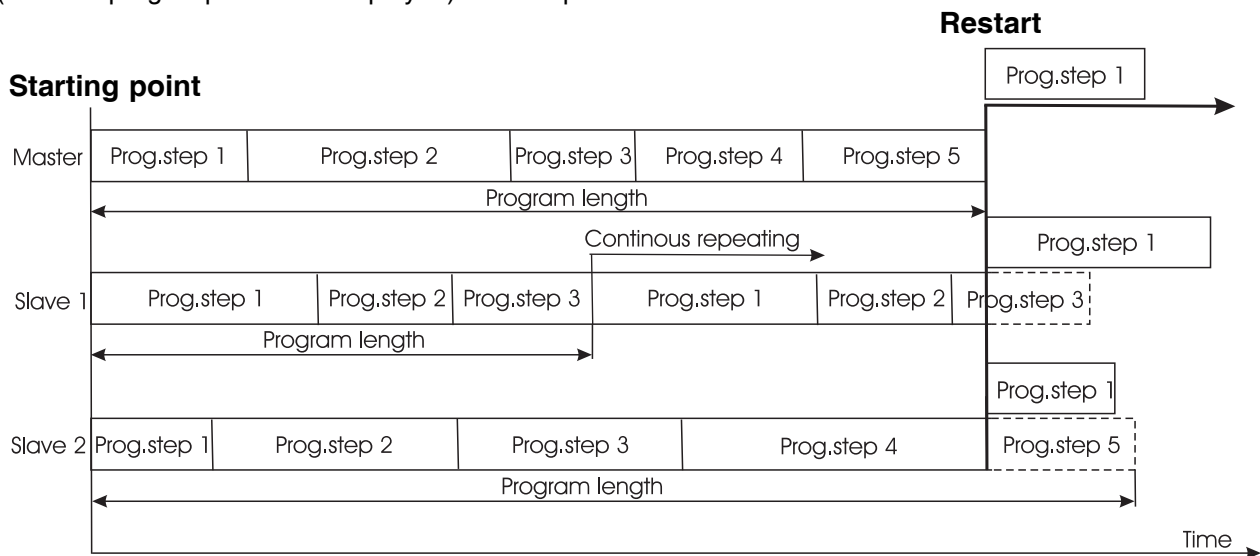 Restart
Prog.step 1
Starting point
Master Prog.step 1 Prog.step 2 Prog.step 3 Prog.step 4 Prog.step 5
Program length
Prog.step 1
Continous repeating
Slave 1 Prog.step 1 Prog.step 2 Prog.step 3 Prog.step 1 Prog.step 2 Prog.step 3
Program length
Prog.step 1
Slave 2 Prog.step 1 Prog.step 2 Prog.step 3 Prog.step 4 Prog.step 5
Program length
Time